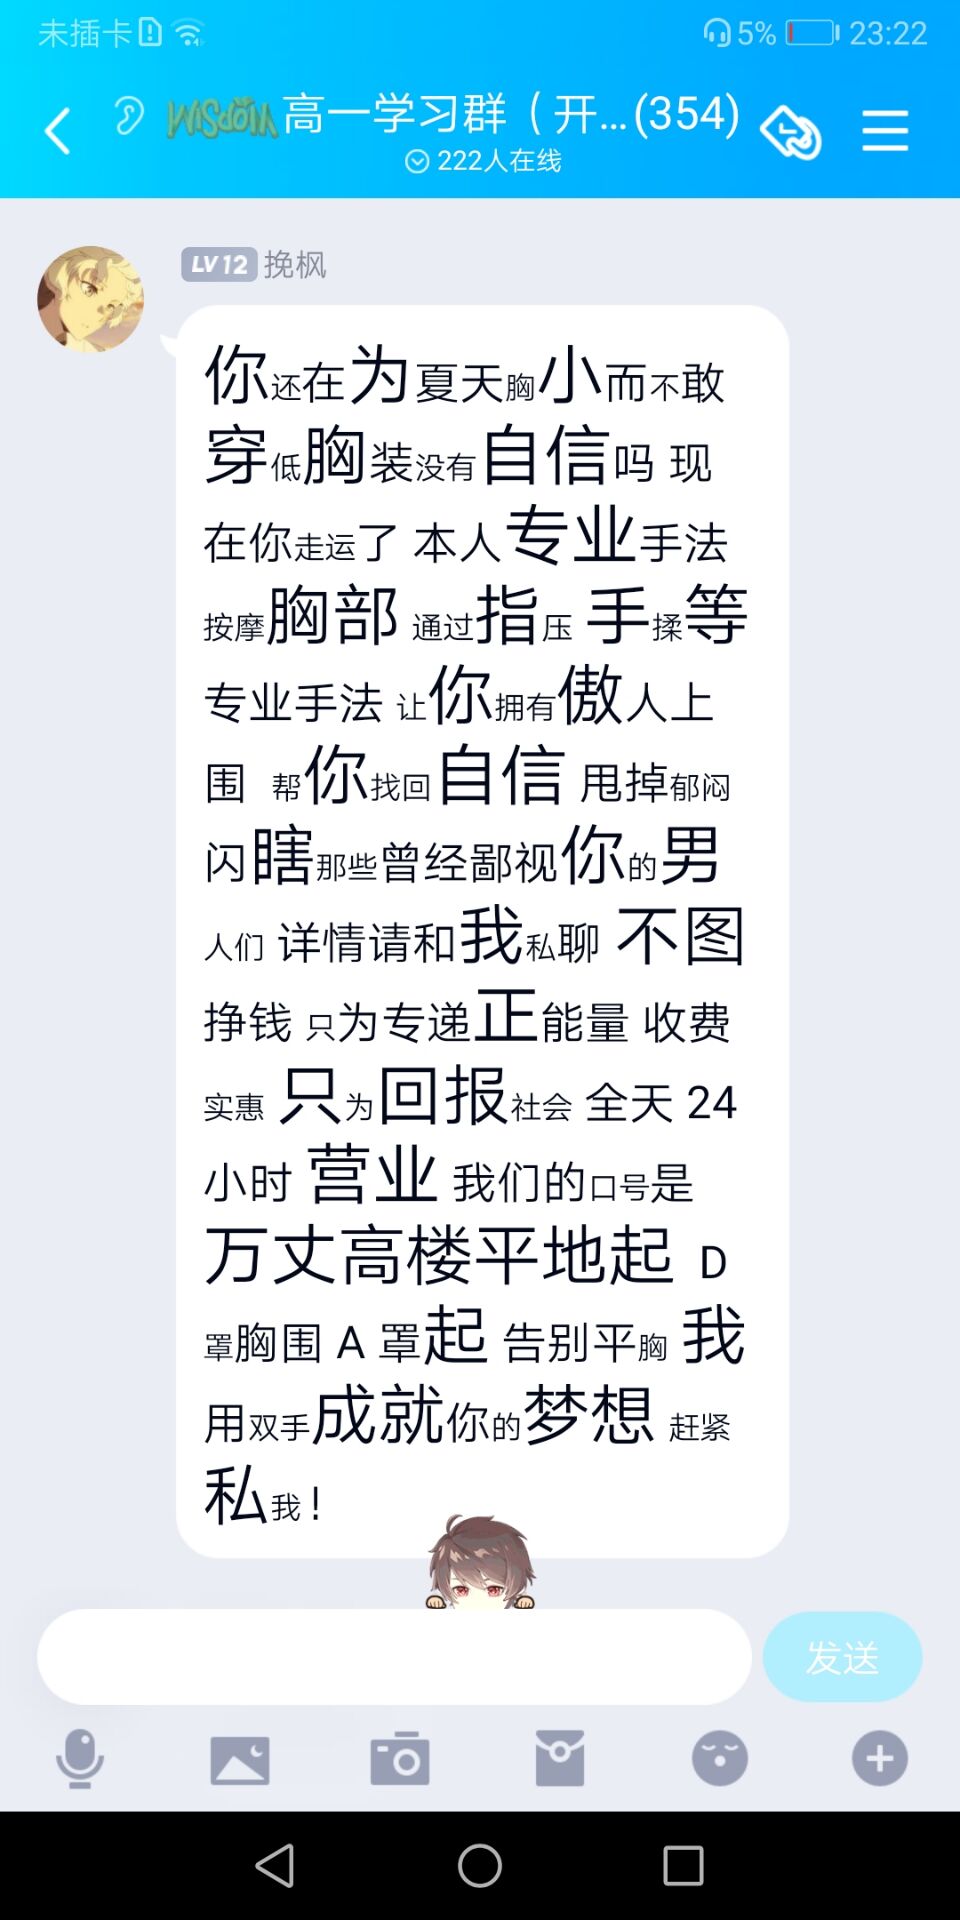 未插卡 5% 23:22
WISDOM 高一学习群（开...(354)
222人在线
LV12 挽枫
你还在为夏天胸小而不敢
穿低胸装没有自信吗 现
在你走运了 本人专业手法
按摩胸部 通过指压 手揉等
专业手法 让你拥有傲人上
围 帮你找回自信 甩掉郁闷
闪瞎那些曾经鄙视你的男
人们 详情请和我私聊 不图
挣钱 只为专递正能量 收费
实惠 只为回报社会 全天 24
小时 营业 我们的口号是
万丈高楼平地起 D
罩胸围 A 罩起 告别平胸 我
用双手成就你的梦想 赶紧
私我！
发送